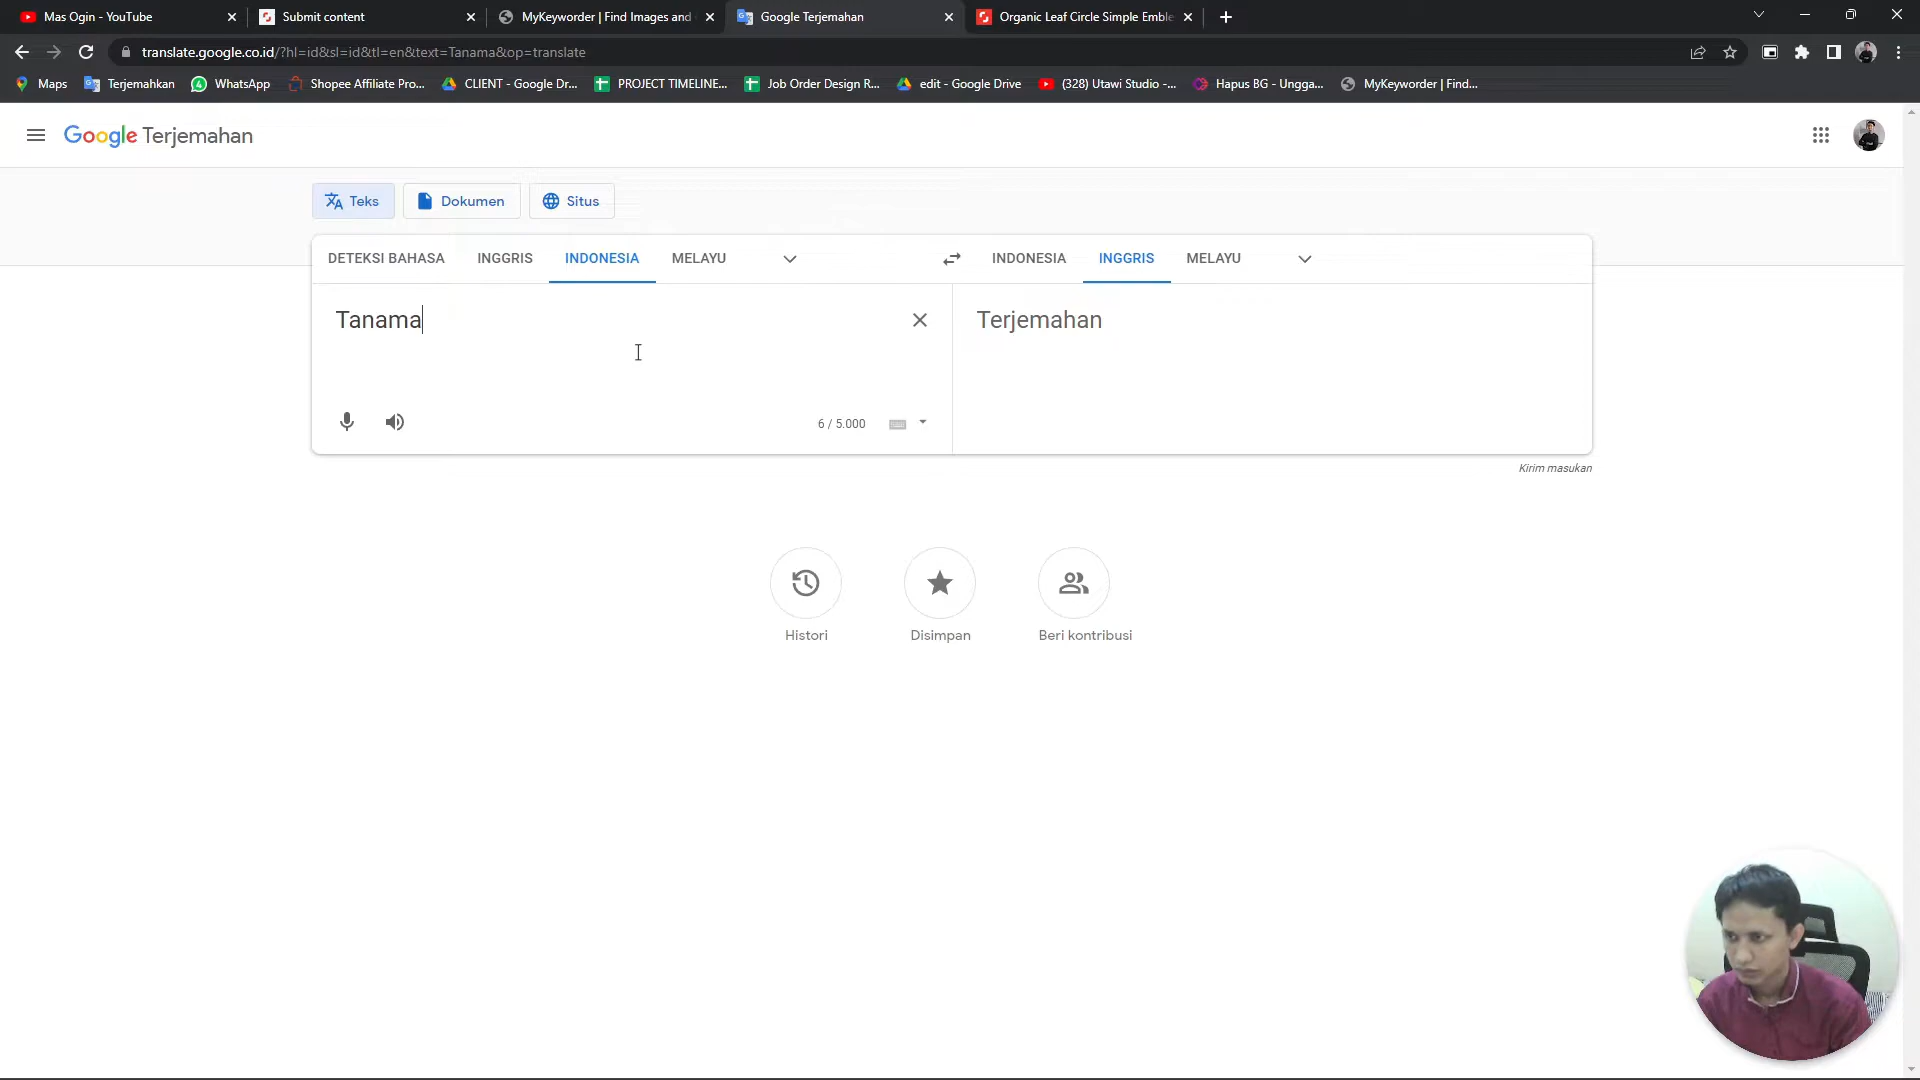 Mas Ogin - YouTube
Submit content
MyKeyworder | Find Images and
Google Terjemahan
Organic Leaf Circle Simple Emble
translate.google.co.id/?hl=id&sl=id&tl=en&text=Tanama&op=translate
Maps
Terjemahkan
WhatsApp
Shopee Affiliate Pro...
CLIENT - Google Dr...
PROJECT TIMELINE...
Job Order Design R...
edit - Google Drive
(328) Utawi Studio -...
Hapus BG - Ungga...
MyKeyworder | Find...
Google Terjemahan
Teks
Dokumen
Situs
DETEKSI BAHASA
INGGRIS
INDONESIA
MELAYU
INDONESIA
INGGRIS
MELAYU
Tanama
Terjemahan
6 / 5.000
Kirim masukan
Histori
Disimpan
Beri kontribusi